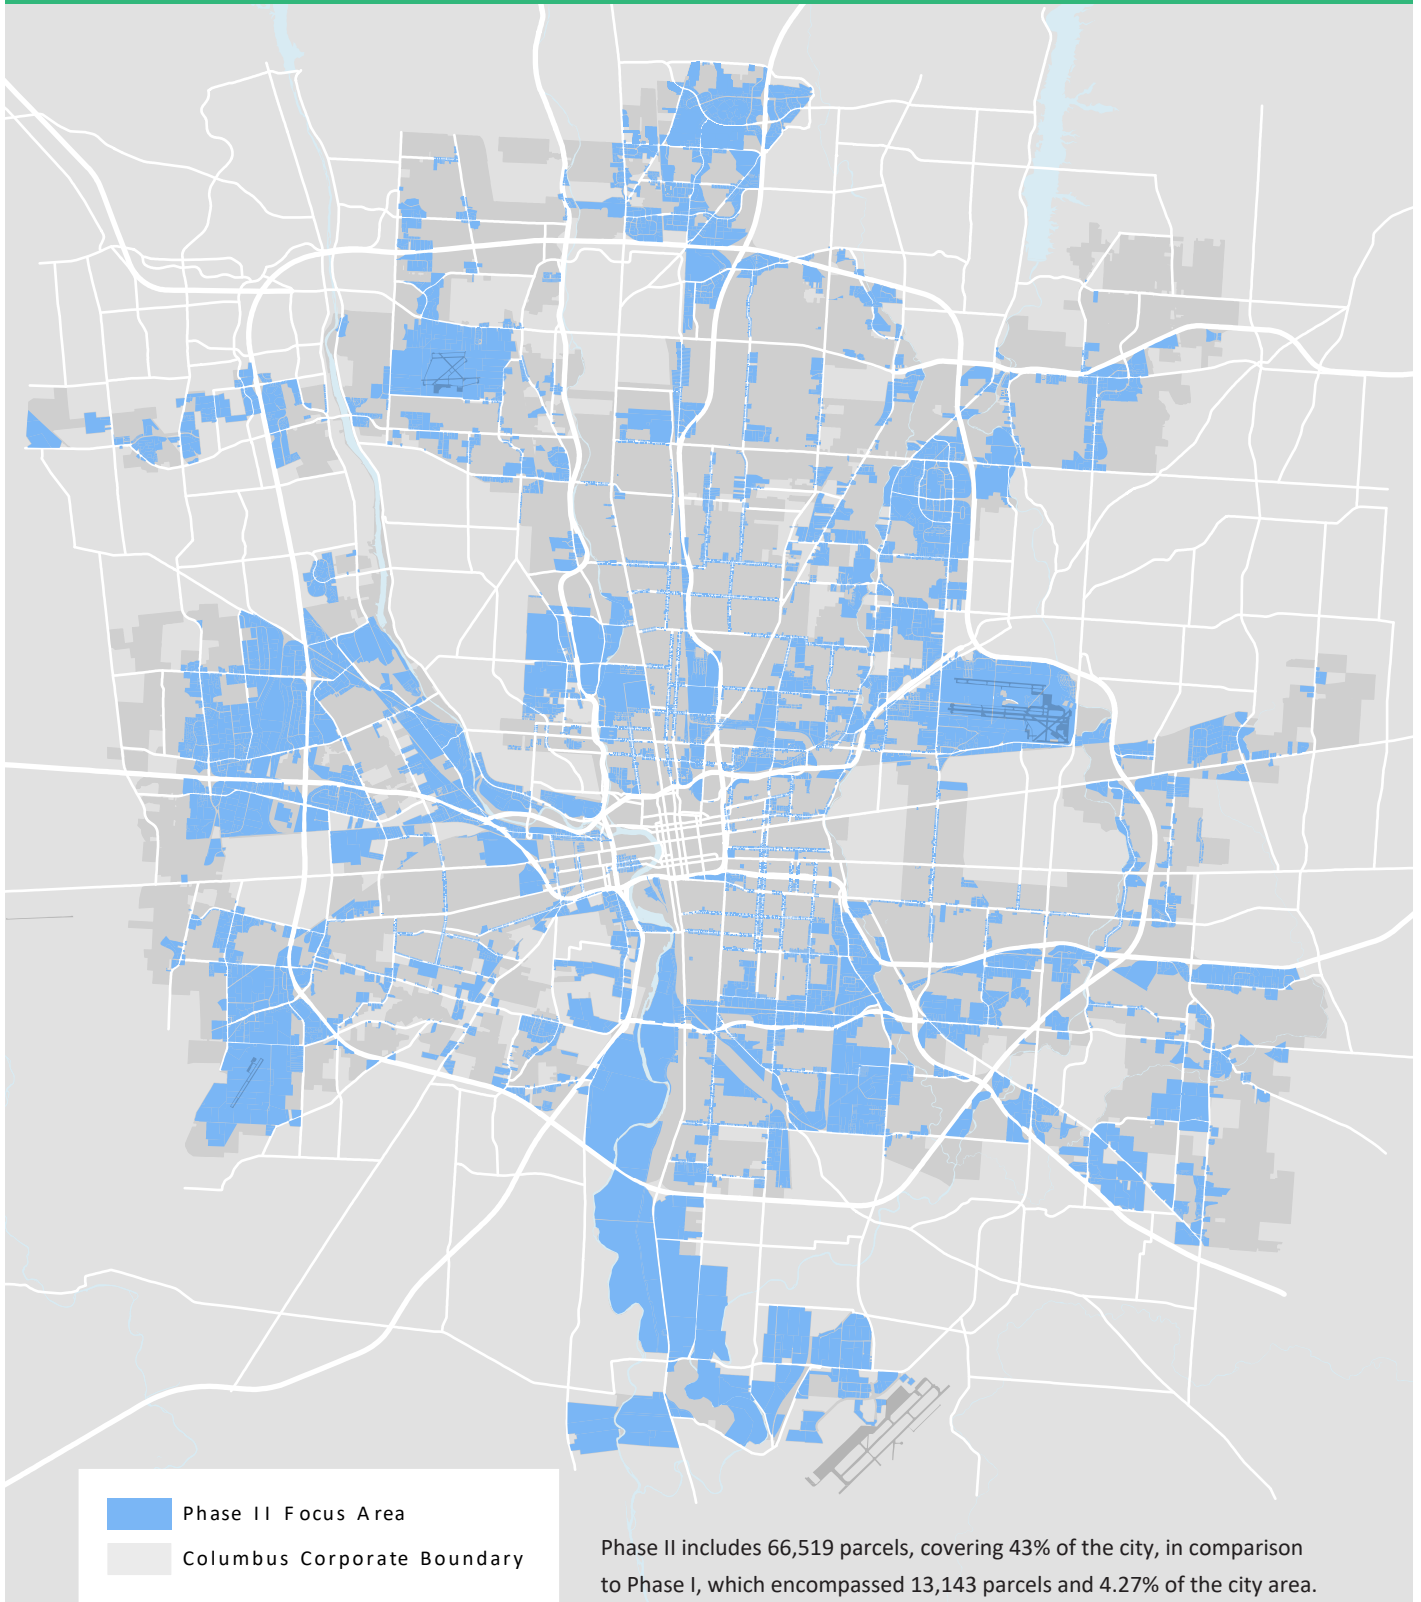 Phase II Focus Area
Columbus Corporate Boundary
Phase II includes 66,519 parcels, covering 43% of the city, in comparison
to Phase I, which encompassed 13,143 parcels and 4.27% of the city area.